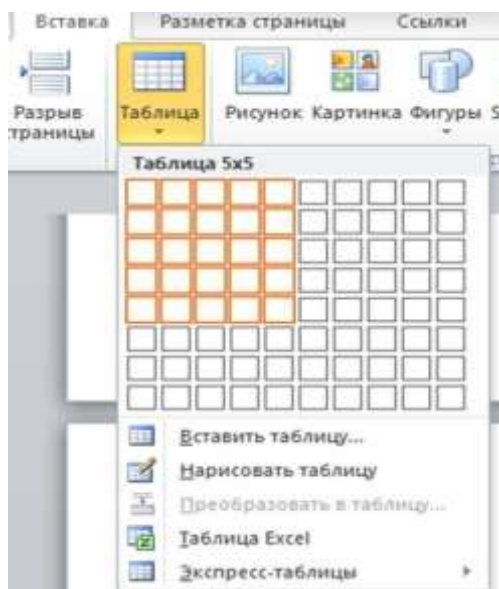 Вставка Разметка страницы Ссылки
Разрыв
траницы
Таблица Рисунок Картинка Фигуры S
Таблица 5x5
Вставить таблицу...
Нарисовать таблицу
Преобразовать в таблицу...
Таблица Excel
Экспресс-таблицы